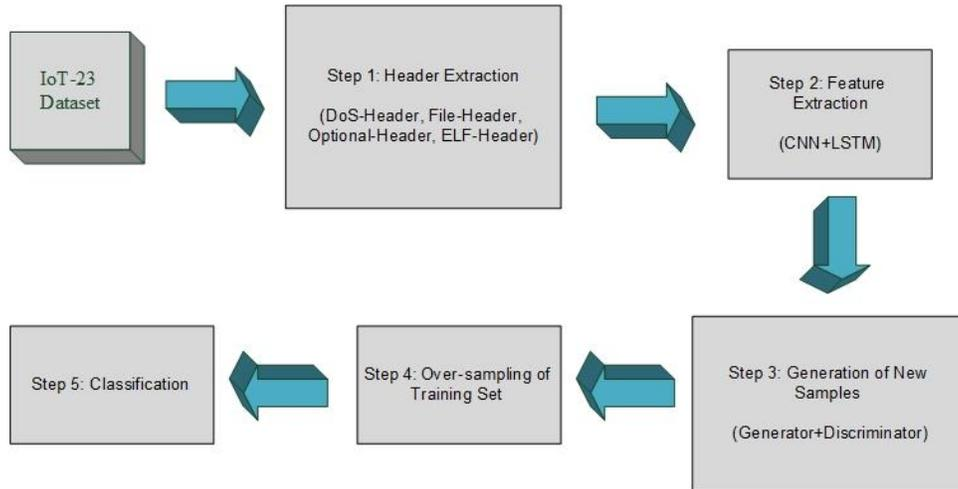 IoT-23
Dataset
Step 1: Header Extraction
(DoS-Header, File-Header,
Optional-Header, ELF-Header)
Step 2: Feature
Extraction
(CNN+LSTM)
Step 3: Generation of New
Samples
(Generator+Discriminator)
Step 4: Over-sampling of
Training Set
Step 5: Classification